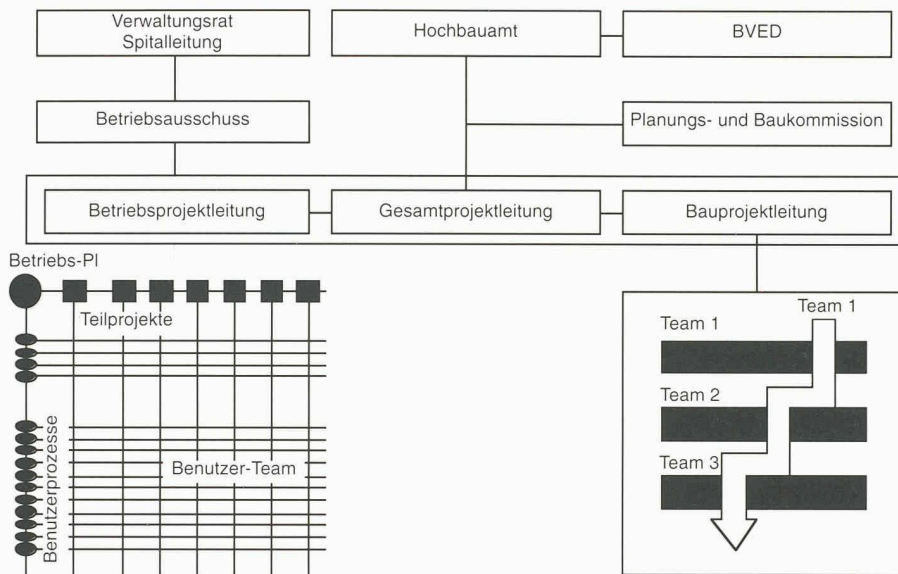 Verwaltungsrat
Spitalleitung
Hochbauamt
BVED
Betriebsausschuss
Planungs- und Baukommission
Betriebsprojektleitung
Gesamtprojektleitung
Bauprojektleitung
Betriebs-Pl
Teilprojekte
Benutzerprozesse
Benutzer-Team
Team 1
Team 1
Team 2
Team 3